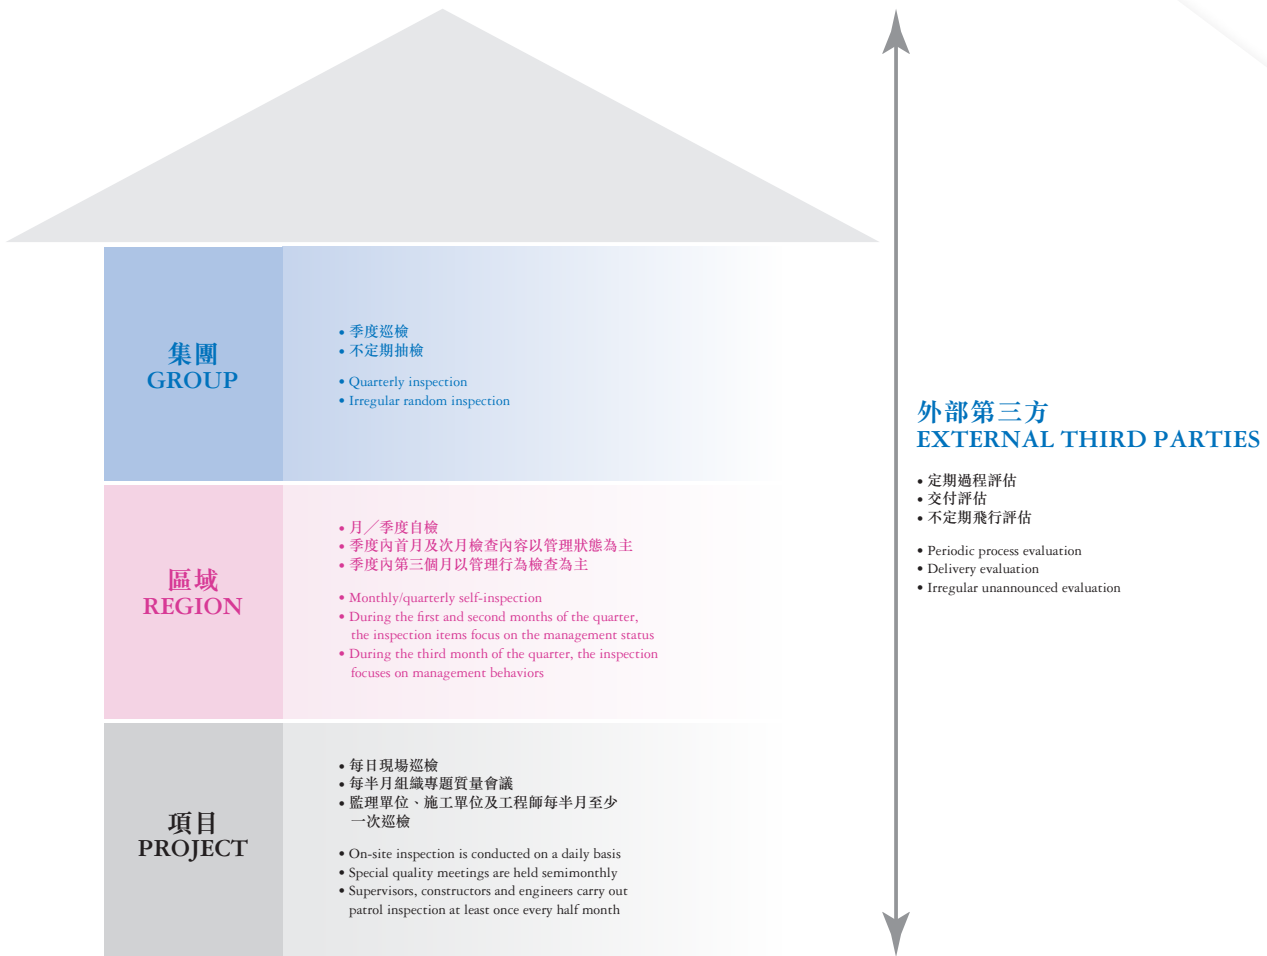 集團
GROUP
• 季度巡檢
• 不定期抽檢
• Quarterly inspection
• Irregular random inspection
區域
REGION
• 月／季度自檢
• 季度內首月及次月檢查內容以管理狀態為主
• 季度內第三個月以管理行為檢查為主
• Monthly/quarterly self-inspection
• During the first and second months of the quarter,
the inspection items focus on the management status
• During the third month of the quarter, the inspection
focuses on management behaviors
項目
PROJECT
• 每日現場巡檢
• 每半月組織專題質量會議
• 監理單位、施工單位及工程師每半月至少
一次巡檢
• On-site inspection is conducted on a daily basis
• Special quality meetings are held semimonthly
• Supervisors, constructors and engineers carry out
patrol inspection at least once every half month
外部第三方
EXTERNAL THIRD PARTIES
• 定期過程評估
• 交付評估
• 不定期飛行評估
• Periodic process evaluation
• Delivery evaluation
• Irregular unannounced evaluation